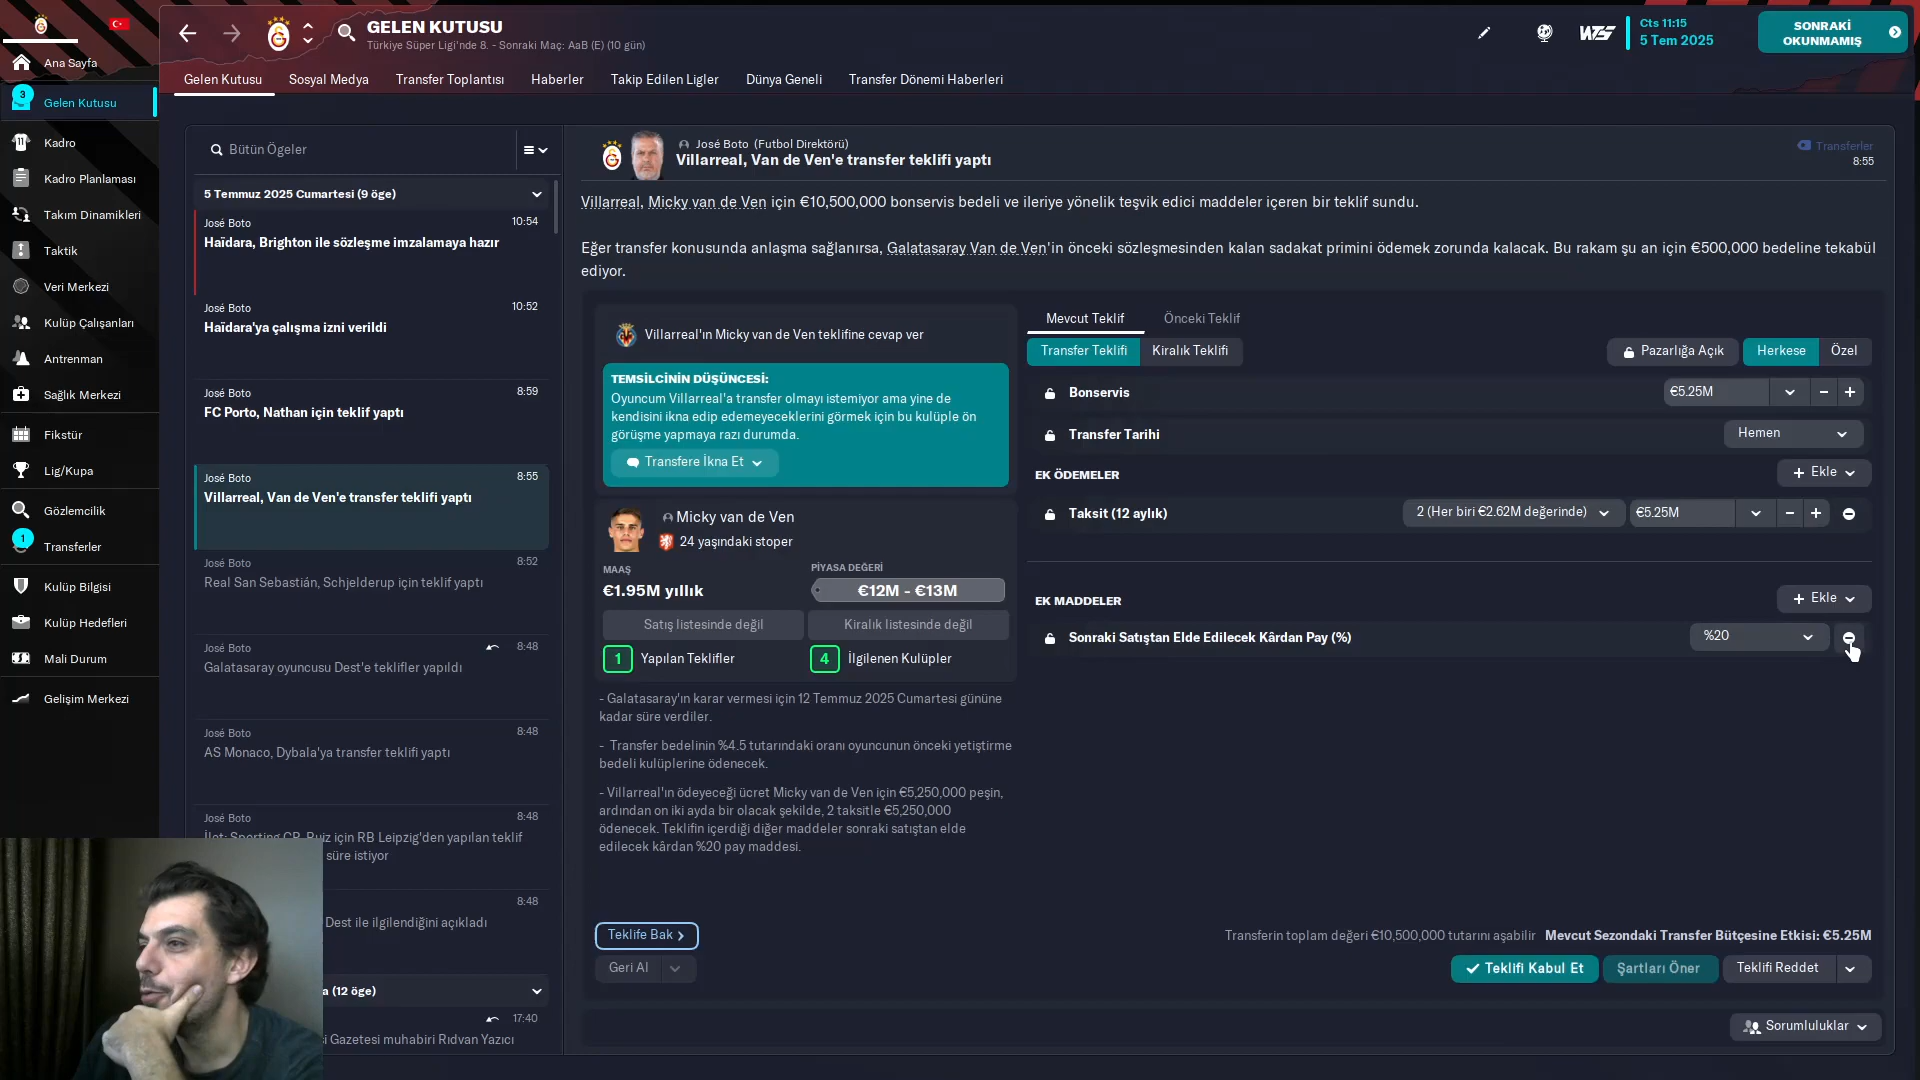 GELEN KUTUSU
Türkiye Süper Ligi'nde 8. - Sonraki Maç: AaB (E) (10 gün)
Cts 11:15
5 Tem 2025
SONRAKİ
OKUNMAMIŞ
Gelen Kutusu
Sosyal Medya
Transfer Toplantısı
Haberler
Takip Edilen Ligler
Dünya Geneli
Transfer Dönemi Haberleri
Ana Sayfa
3
Gelen Kutusu
Kadro
Kadro Planlaması
Takım Dinamikleri
Taktik
Veri Merkezi
Kulüp Çalışanları
Antrenman
Sağlık Merkezi
Fikstür
Lig/Kupa
Gözlemcilik
1
Transferler
Kulüp Bilgisi
Kulüp Hedefleri
Mali Durum
Gelişim Merkezi
Bütün Ögeler
5 Temmuz 2025 Cumartesi (9 öge)
José Boto 10:54
Haïdara, Brighton ile sözleşme imzalamaya hazır
José Boto 10:52
Haïdara'ya çalışma izni verildi
José Boto 8:59
FC Porto, Nathan için teklif yaptı
José Boto 8:55
Villarreal, Van de Ven'e transfer teklifi yaptı
José Boto 8:52
Real San Sebastián, Schjelderup için teklif yaptı
José Boto 8:48
Galatasaray oyuncusu Dest'e teklifler yapıldı
José Boto 8:48
AS Monaco, Dybala'ya transfer teklifi yaptı
José Boto 8:48
için RB Leipzig'den yapılan teklif
süre istiyor
8:48
Dest ile ilgilendiğini açıkladı
(12 öge)
17:40
Gazetesi muhabiri Rıdvan Yazıcı
José Boto (Futbol Direktörü)
Villarreal, Van de Ven'e transfer teklifi yaptı
Transferler
8:55
Villarreal, Micky van de Ven için €10,500,000 bonservis bedeli ve ileriye yönelik teşvik edici maddeler içeren bir teklif sundu.
Eğer transfer konusunda anlaşma sağlanırsa, Galatasaray Van de Ven'in önceki sözleşmesinden kalan sadakat primini ödemek zorunda kalacak. Bu rakam şu an için €500,000 bedeline tekabül
ediyor.
Villarreal'ın Micky van de Ven teklifine cevap ver
TEMSİLCİNİN DÜŞÜNCESİ:
Oyuncum Villarreal'a transfer olmayı istemiyor ama yine de
kendisini ikna edip edemeyeceklerini görmek için bu kulüple ön
görüşme yapmaya razı durumda.
Transfere İkna Et
Micky van de Ven
24 yaşındaki stoper
MAAŞ
€1.95M yıllık
PİYASA DEĞERİ
€12M - €13M
Satış listesinde değil
Kiralık listesinde değil
1 Yapılan Teklifler
4 İlgilenen Kulüpler
- Galatasaray'ın karar vermesi için 12 Temmuz 2025 Cumartesi gününe
kadar süre verdiler.
- Transfer bedelinin %4.5 tutarındaki oranı oyuncunun önceki yetiştirme
bedeli kulüplerine ödenecek.
- Villarreal'ın ödeyeceği ücret Micky van de Ven için €5,250,000 peşin,
ardından on iki ayda bir olacak şekilde, 2 taksitle €5,250,000
ödenecek. Teklifin içerdiği diğer maddeler sonraki satıştan elde
edilecek kârdan %20 pay maddesi.
Teklife Bak
Geri Al
Mevcut Teklif
Önceki Teklif
Transfer Teklifi
Kiralık Teklifi
Pazarlığa Açık
Herkese
Özel
Bonservis €5.25M
Transfer Tarihi Hemen
EK ÖDEMELER + Ekle
Taksit (12 aylık) 2 (Her biri €2.62M değerinde) €5.25M
EK MADDELER + Ekle
Sonraki Satıştan Elde Edilecek Kârdan Pay (%) %20
Transferin toplam değeri €10,500,000 tutarını aşabilir Mevcut Sezondaki Transfer Bütçesine Etkisi: €5.25M
Teklifi Kabul Et
Şartları Öner
Teklifi Reddet
Sorumluluklar